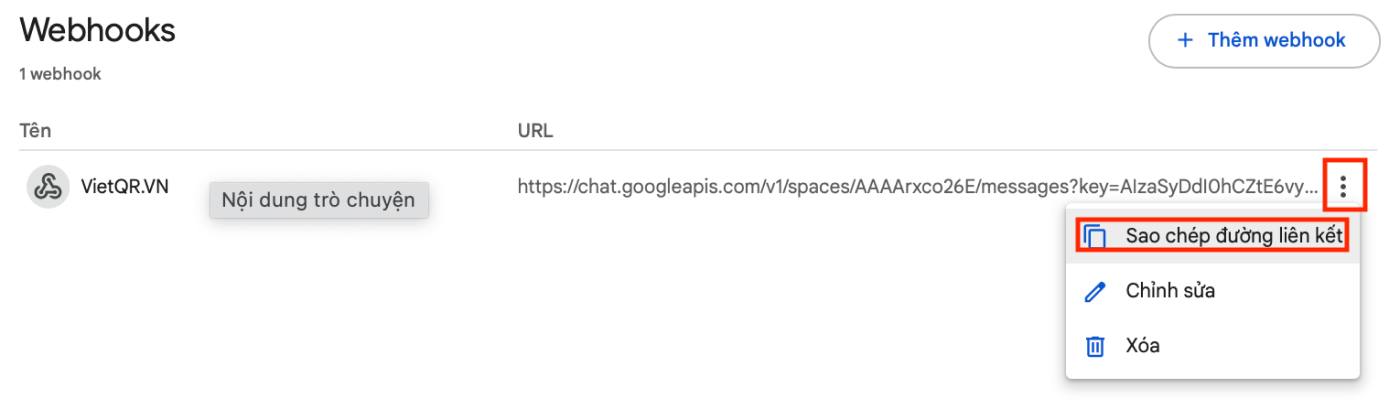 Webhooks
+ Thêm webhook
1 webhook
Tên URL
VietQR.VN https://chat.googleapis.com/v1/spaces/AAAArxco26E/messages?key=AIzaSyDdI0hCZtE6vy...
Nội dung trò chuyện
Sao chép đường liên kết
Chỉnh sửa
Xóa